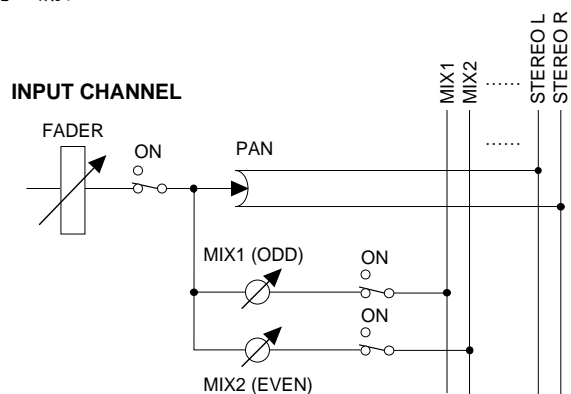 STEREO L
STEREO R
MIX1
MIX2
......
INPUT CHANNEL
FADER
ON
PAN
......
MIX1 (ODD)
ON
ON
MIX2 (EVEN)